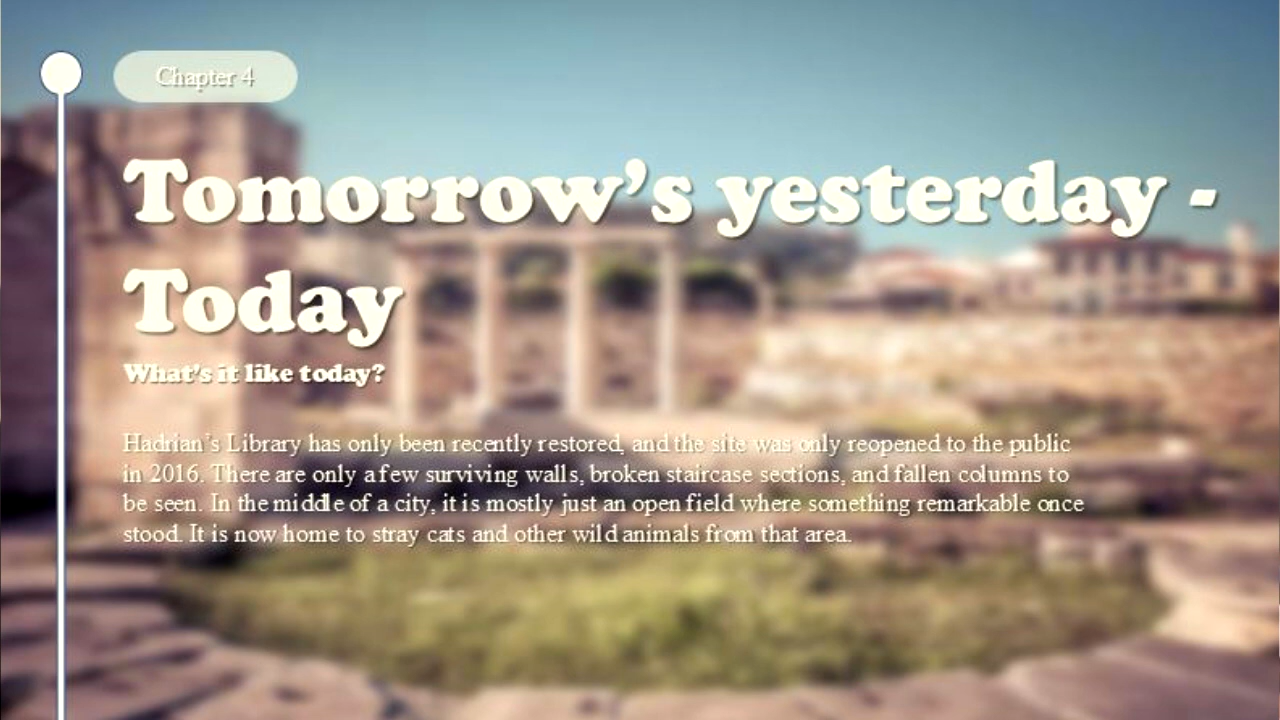 Chapter 4
Tomorrow’s yesterday -
Today
What’s it like today?
Hadrian’s Library has only been recently restored, and the site was only reopened to the public
in 2016. There are only a few surviving walls, broken staircase sections, and fallen columns to
be seen. In the middle of a city, it is mostly just an open field where something remarkable once
stood. It is now home to stray cats and other wild animals from that area.